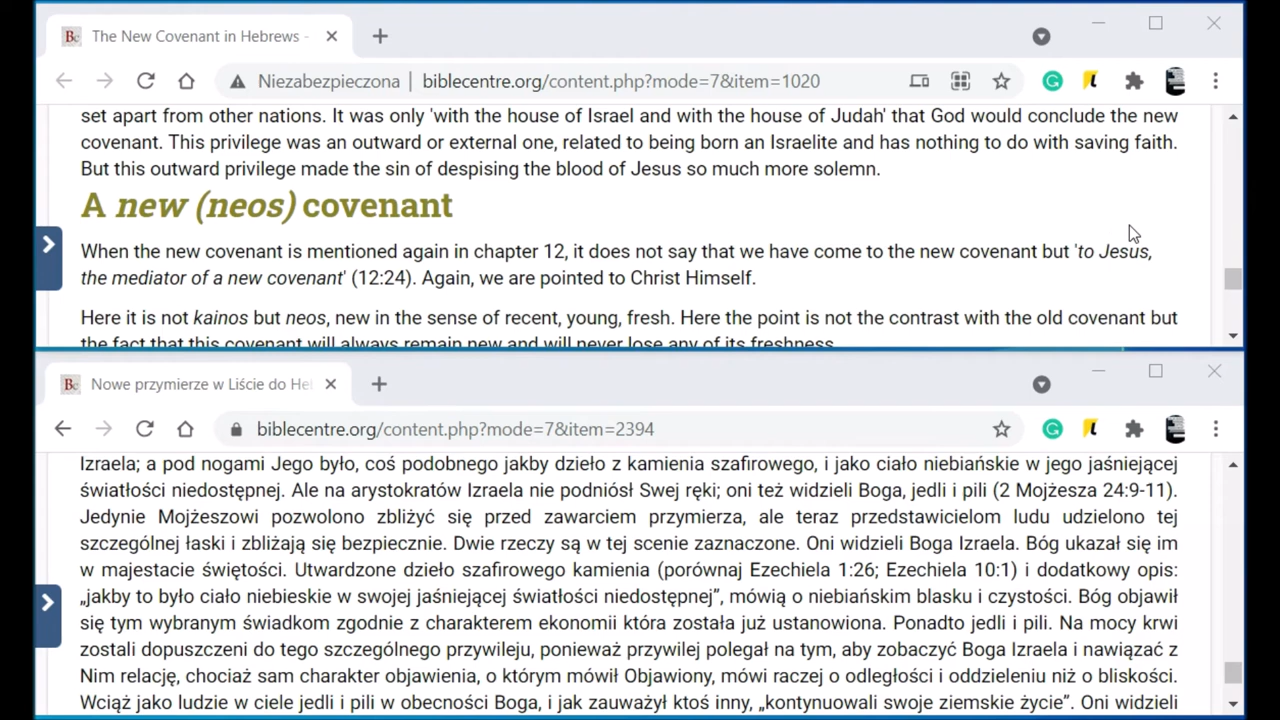 The New Covenant in Hebrews -
Niezabezpieczona | biblecentre.org/content.php?mode=7&item=1020
set apart from other nations. It was only 'with the house of Israel and with the house of Judah' that God would conclude the new
covenant. This privilege was an outward or external one, related to being born an Israelite and has nothing to do with saving faith.
But this outward privilege made the sin of despising the blood of Jesus so much more solemn.
A new (neos) covenant
When the new covenant is mentioned again in chapter 12, it does not say that we have come to the new covenant but 'to Jesus,
the mediator of a new covenant' (12:24). Again, we are pointed to Christ Himself.
Here it is not kainos but neos, new in the sense of recent, young, fresh. Here the point is not the contrast with the old covenant but
the fact that this covenant will always remain new and will never lose any of its freshness.
Nowe przymierze w Liście do He
biblecentre.org/content.php?mode=7&item=2394
Izraela; a pod nogami Jego było, coś podobnego jakby dzieło z kamienia szafirowego, i jako ciało niebiańskie w jego jaśniejącej
światłości niedostępnej. Ale na arystokratów Izraela nie podniósł Swej ręki; oni też widzieli Boga, jedli i pili (2 Mojżesza 24:9-11).
Jedynie Mojżeszowi pozwolono zbliżyć się przed zawarciem przymierza, ale teraz przedstawicielom ludu udzielono tej
szczególnej łaski i zbliżają się bezpiecznie. Dwie rzeczy są w tej scenie zaznaczone. Oni widzieli Boga Izraela. Bóg ukazał się im
w majestacie świętości. Utwardzone dzieło szafirowego kamienia (porównaj Ezechiela 1:26; Ezechiela 10:1) i dodatkowy opis:
„jakby to było ciało niebieskie w swojej jaśniejącej światłości niedostępnej”, mówią o niebiańskim blasku i czystości. Bóg objawił
się tym wybranym świadkom zgodnie z charakterem ekonomii która została już ustanowiona. Ponadto jedli i pili. Na mocy krwi
zostali dopuszczeni do tego szczególnego przywileju, ponieważ przywilej polegał na tym, aby zobaczyć Boga Izraela i nawiązać z
Nim relację, chociaż sam charakter objawienia, o którym mówił Objawiony, mówi raczej o odległości i oddzieleniu niż o bliskości.
Wciąż jako ludzie w ciele jedli i pili w obecności Boga, i jak zauważył ktoś inny, „kontynuowali swoje ziemskie życie”. Oni widzieli